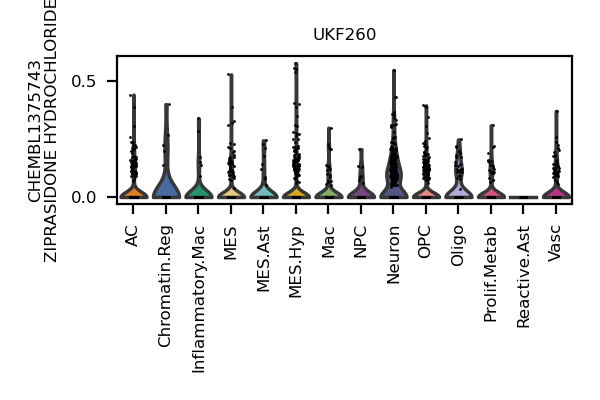 UKF260
CHEMBL1375743
ZIPRASIDONE HYDROCHLORIDE
0.5
0.0
AC
Chromatin.Reg
Inflammatory.Mac
MES
MES.Ast
MES.Hyp
Mac
NPC
Neuron
OPC
Oligo
Prolif.Metab
Reactive.Ast
Vasc